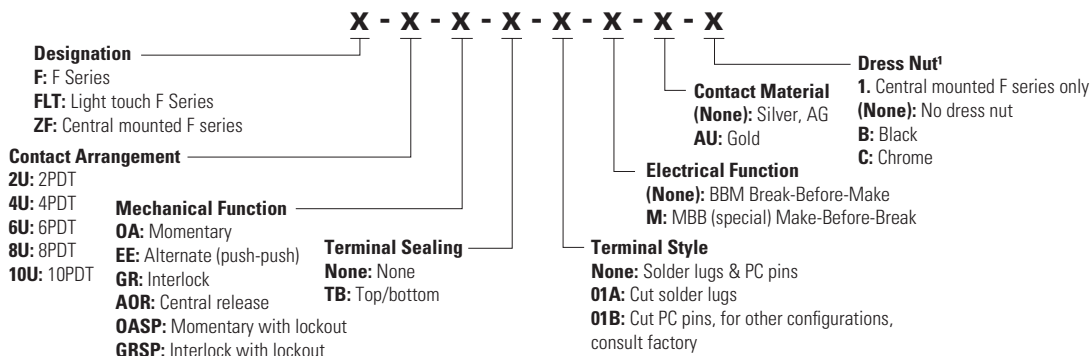 X - X - X - X - X - X - X - X
Designation
F: F Series
FLT: Light touch F Series
ZF: Central mounted F series
Contact Arrangement
2U: 2PDT
4U: 4PDT
6U: 6PDT
8U: 8PDT
10U: 10PDT
Mechanical Function
OA: Momentary
EE: Alternate (push-push)
GR: Interlock
AOR: Central release
OASP: Momentary with lockout
GRSP: Interlock with lockout
Terminal Sealing
None: None
TB: Top/bottom
Terminal Style
None: Solder lugs & PC pins
01A: Cut solder lugs
01B: Cut PC pins, for other configurations,
consult factory
Electrical Function
(None): BBM Break-Before-Make
M: MBB (special) Make-Before-Break
Contact Material
(None): Silver, AG
AU: Gold
Dress Nut¹
1. Central mounted F series only
(None): No dress nut
B: Black
C: Chrome